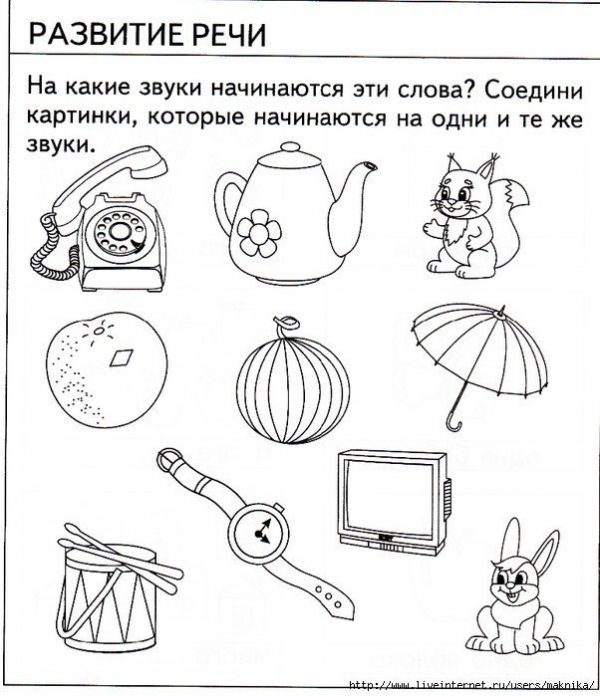 РАЗВИТИЕ РЕЧИ
На какие звуки начинаются эти слова? Соедини
картинки, которые начинаются на одни и те же
звуки.
http://www.liveinternet.ru/users/maknika/